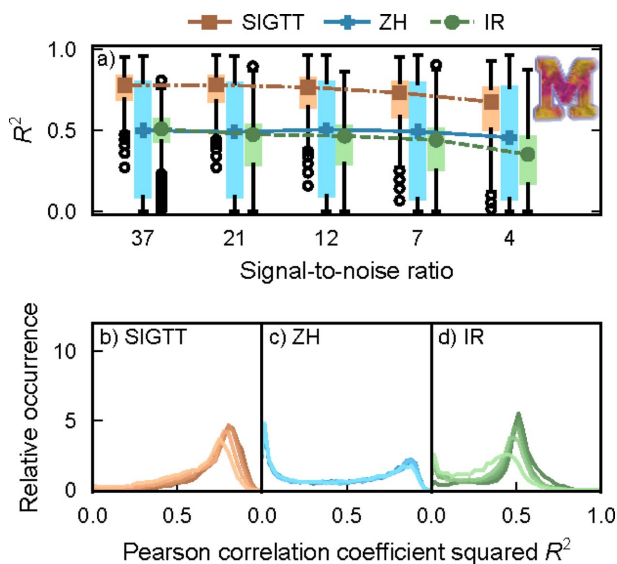 SIGTT ZH IR
1.0
a)
M
R²
0.5
0.0
37 21 12 7 4
Signal-to-noise ratio
b) SIGTT c) ZH d) IR
12
Relative occurrence
5
0
0.0 0.5 0.0 0.5 0.0 0.5 1.0
Pearson correlation coefficient squared R²